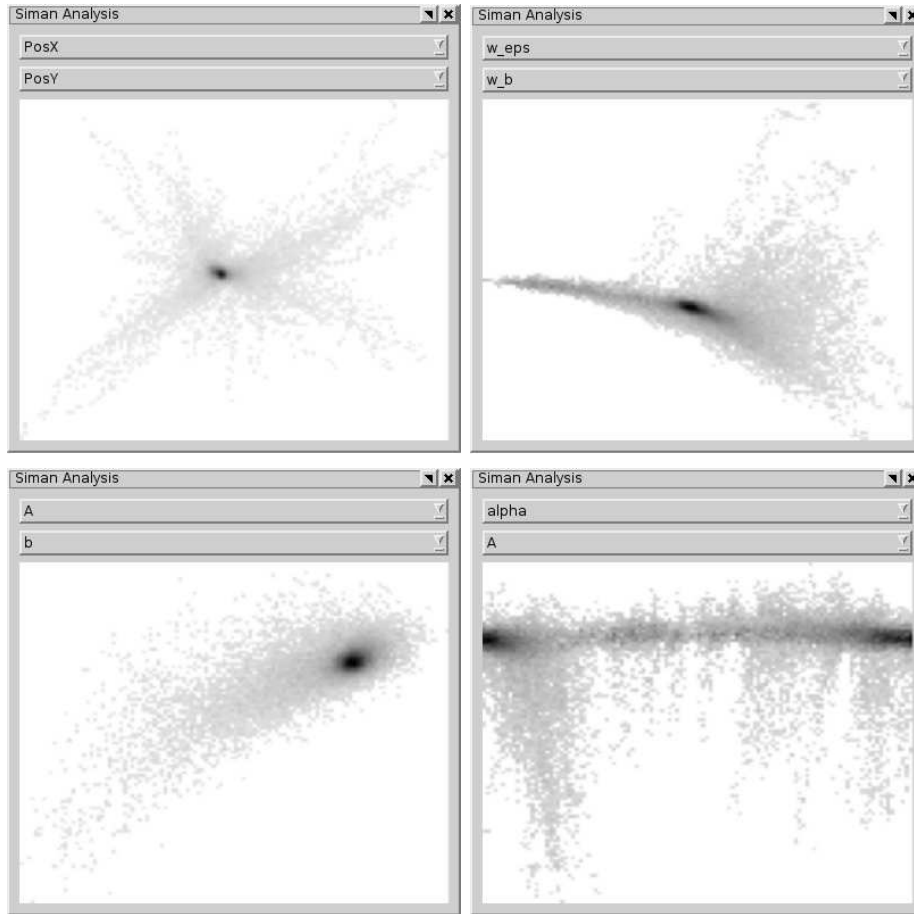 Siman Analysis
PosX
PosY
Siman Analysis
w_eps
w_b
Siman Analysis
A
b
Siman Analysis
alpha
A